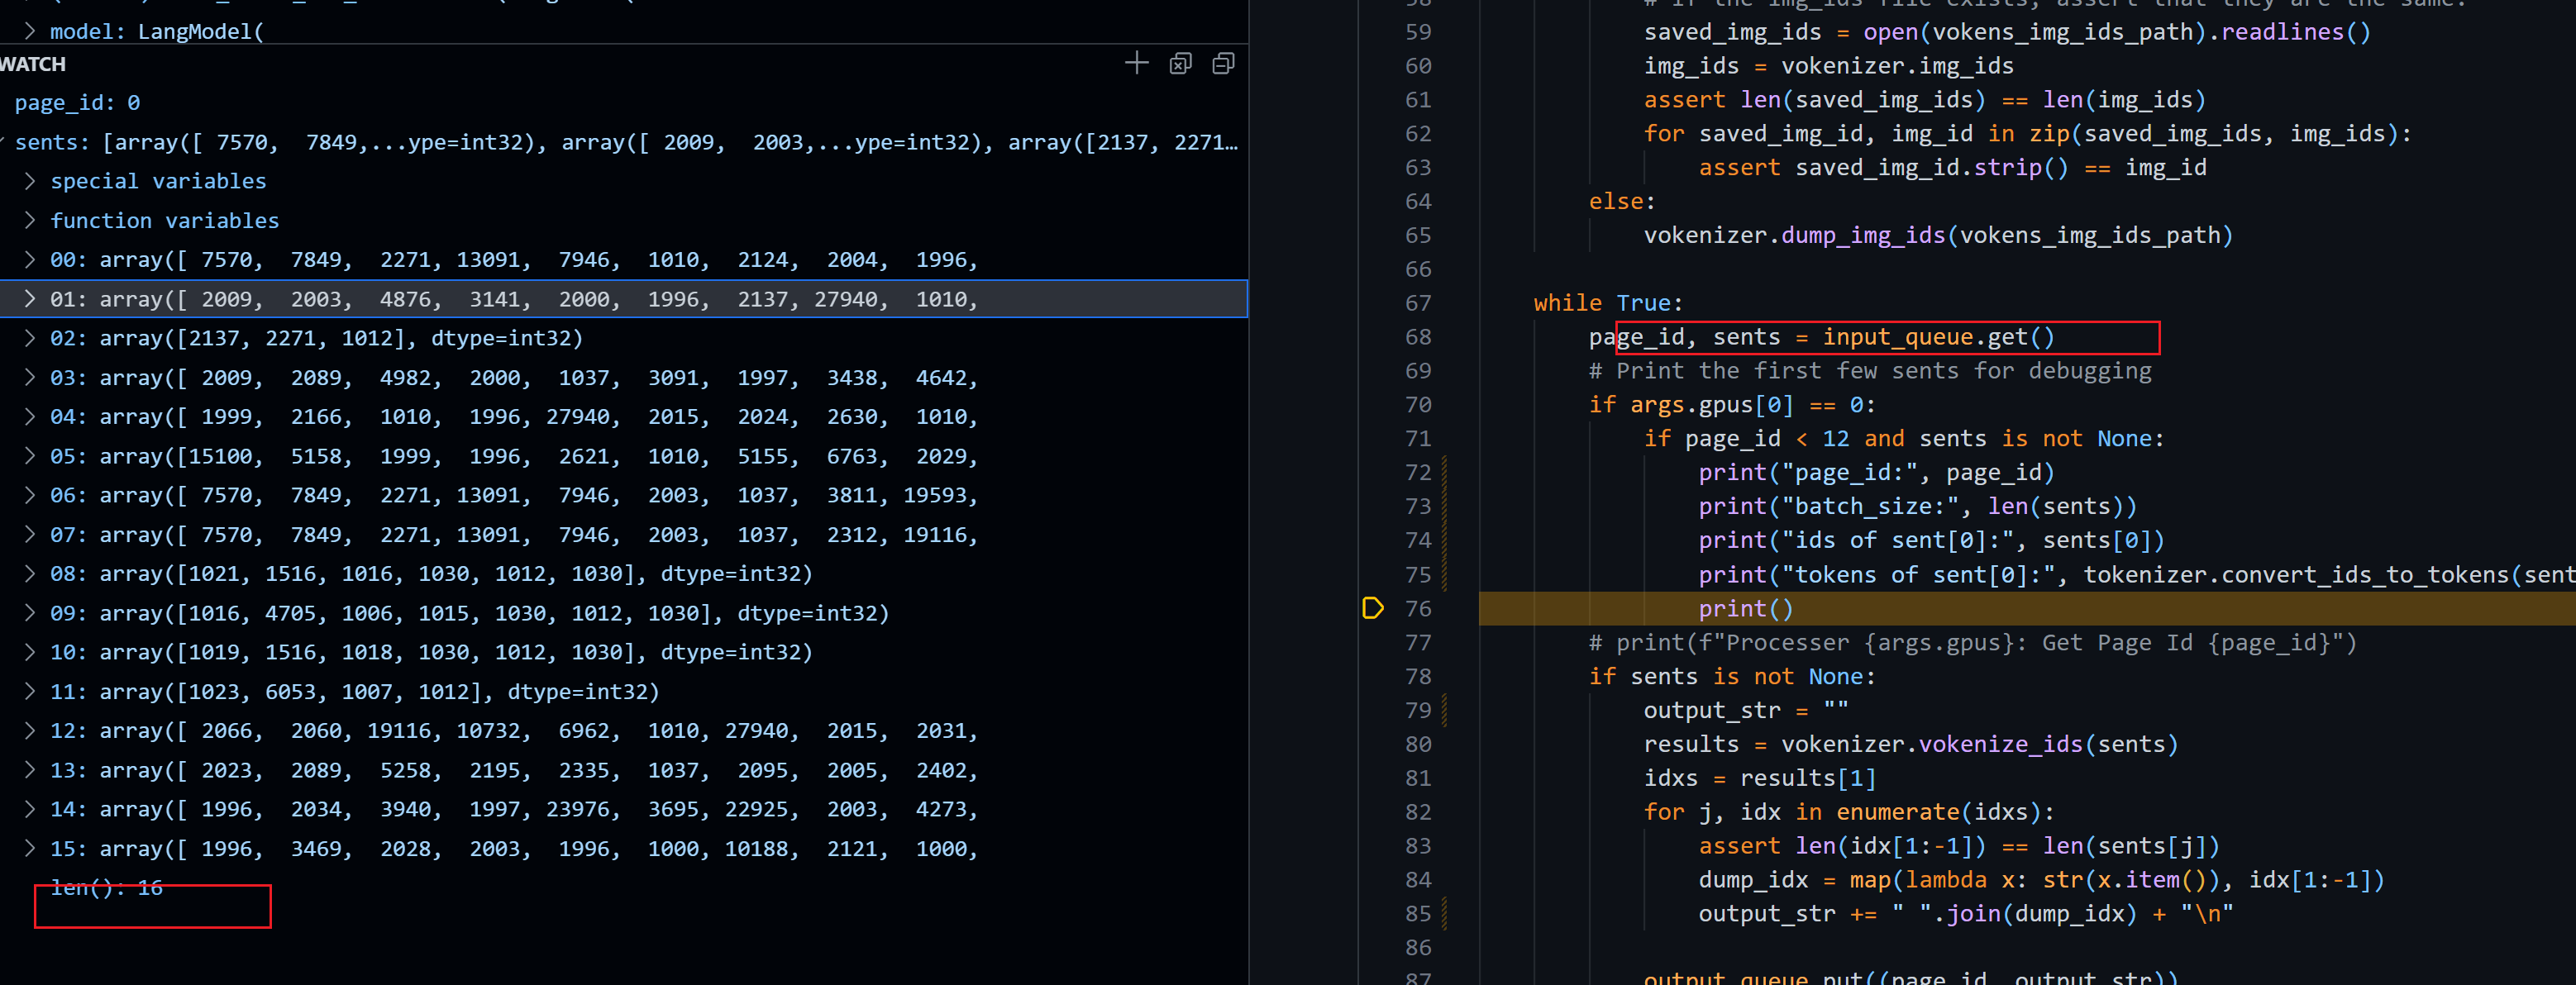 model: LangModel(
WATCH
page_id: 0
sents: [array([ 7570,  7849,...ype=int32), array([ 2009,  2003,...ype=int32), array([2137, 2271…
special variables
function variables
00: array([ 7570,  7849,  2271, 13091,  7946,  1010,  2124,  2004,  1996,
01: array([ 2009,  2003,  4876,  3141,  2000,  1996,  2137, 27940,  1010,
02: array([2137, 2271, 1012], dtype=int32)
03: array([ 2009,  2089,  4982,  2000,  1037,  3091,  1997,  3438,  4642,
04: array([ 1999,  2166,  1010,  1996, 27940,  2015,  2024,  2630,  1010,
05: array([15100,  5158,  1999,  1996,  2621,  1010,  5155,  6763,  2029,
06: array([ 7570,  7849,  2271, 13091,  7946,  2003,  1037,  3811, 19593,
07: array([ 7570,  7849,  2271, 13091,  7946,  2003,  1037,  2312, 19116,
08: array([1021, 1516, 1016, 1030, 1012, 1030], dtype=int32)
09: array([1016, 4705, 1006, 1015, 1030, 1012, 1030], dtype=int32)
10: array([1019, 1516, 1018, 1030, 1012, 1030], dtype=int32)
11: array([1023, 6053, 1007, 1012], dtype=int32)
12: array([ 2066,  2060, 19116, 10732,  6962,  1010, 27940,  2015,  2031,
13: array([ 2023,  2089,  5258,  2195,  2335,  1037,  2095,  2005,  2402,
14: array([ 1996,  2034,  3940,  1997, 23976,  3695, 22925,  2003,  4273,
15: array([ 1996,  3469,  2028,  2003,  1996,  1000, 10188,  2121,  1000,
len(): 16
58 # If the img_ids file exists, assert that they are the same.
59 saved_img_ids = open(vokens_img_ids_path).readlines()
60 img_ids = vokenizer.img_ids
61 assert len(saved_img_ids) == len(img_ids)
62 for saved_img_id, img_id in zip(saved_img_ids, img_ids):
63 assert saved_img_id.strip() == img_id
64 else:
65 vokenizer.dump_img_ids(vokens_img_ids_path)
66
67 while True:
68 page_id, sents = input_queue.get()
69 # Print the first few sents for debugging
70 if args.gpus[0] == 0:
71 if page_id < 12 and sents is not None:
72 print("page_id:", page_id)
73 print("batch_size:", len(sents))
74 print("ids of sent[0]:", sents[0])
75 print("tokens of sent[0]:", tokenizer.convert_ids_to_tokens(sent
76 print()
77 # print(f"Processer {args.gpus}: Get Page Id {page_id}")
78 if sents is not None:
79 output_str = ""
80 results = vokenizer.vokenize_ids(sents)
81 idxs = results[1]
82 for j, idx in enumerate(idxs):
83 assert len(idx[1:-1]) == len(sents[j])
84 dump_idx = map(lambda x: str(x.item()), idx[1:-1])
85 output_str += " ".join(dump_idx) + "\n"
86
87 output_queue.put((page_id, output_str))